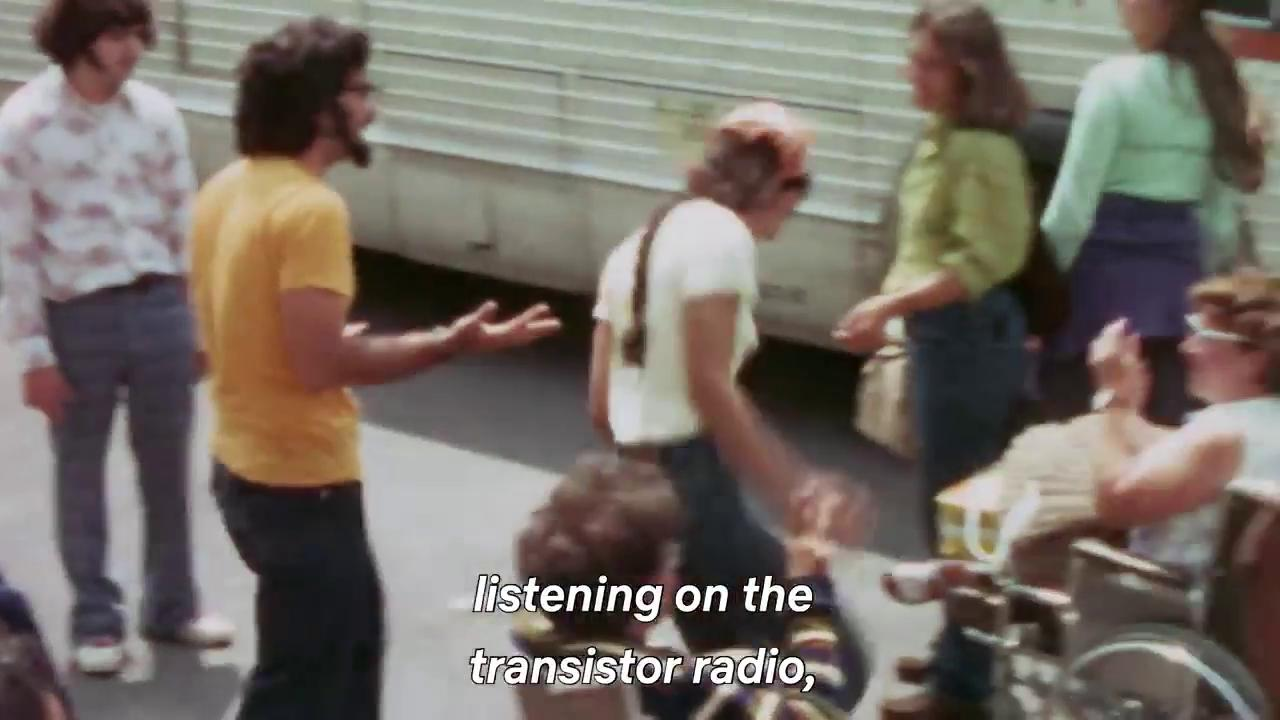 listening on the
transistor radio,